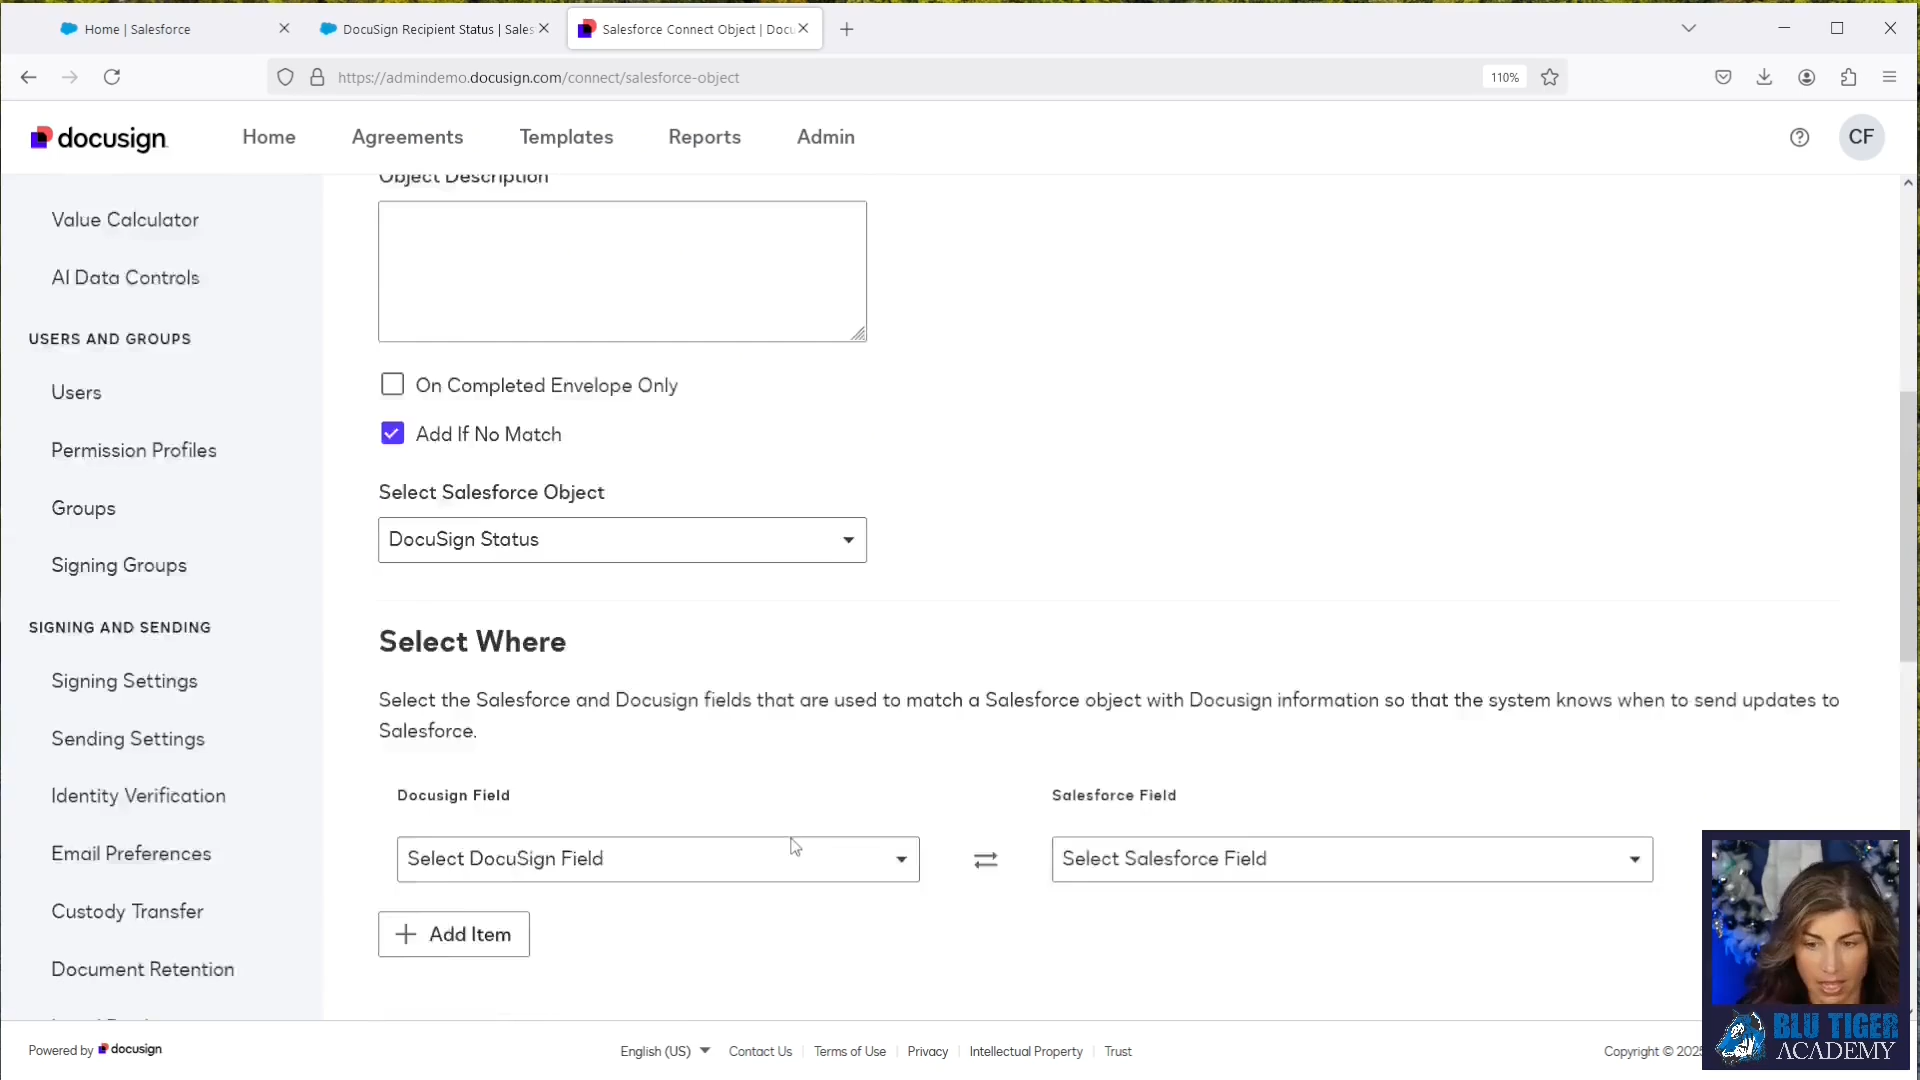 Home | Salesforce
DocuSign Recipient Status | Sales
Salesforce Connect Object | Docu
https://admindemo.docusign.com/connect/salesforce-object
110%
docusign
Home
Agreements
Templates
Reports
Admin
CF
Value Calculator
AI Data Controls
USERS AND GROUPS
Users
Permission Profiles
Groups
Signing Groups
SIGNING AND SENDING
Signing Settings
Sending Settings
Identity Verification
Email Preferences
Custody Transfer
Document Retention
Object Description
On Completed Envelope Only
Add If No Match
Select Salesforce Object
DocuSign Status
Select Where
Select the Salesforce and Docusign fields that are used to match a Salesforce object with Docusign information so that the system knows when to send updates to
Salesforce.
Docusign Field
Salesforce Field
Select DocuSign Field
Select Salesforce Field
Add Item
Powered by docusign
English (US)
Contact Us
Terms of Use
Privacy
Intellectual Property
Trust
Copyright © 202
BLU TIGER
ACADEMY